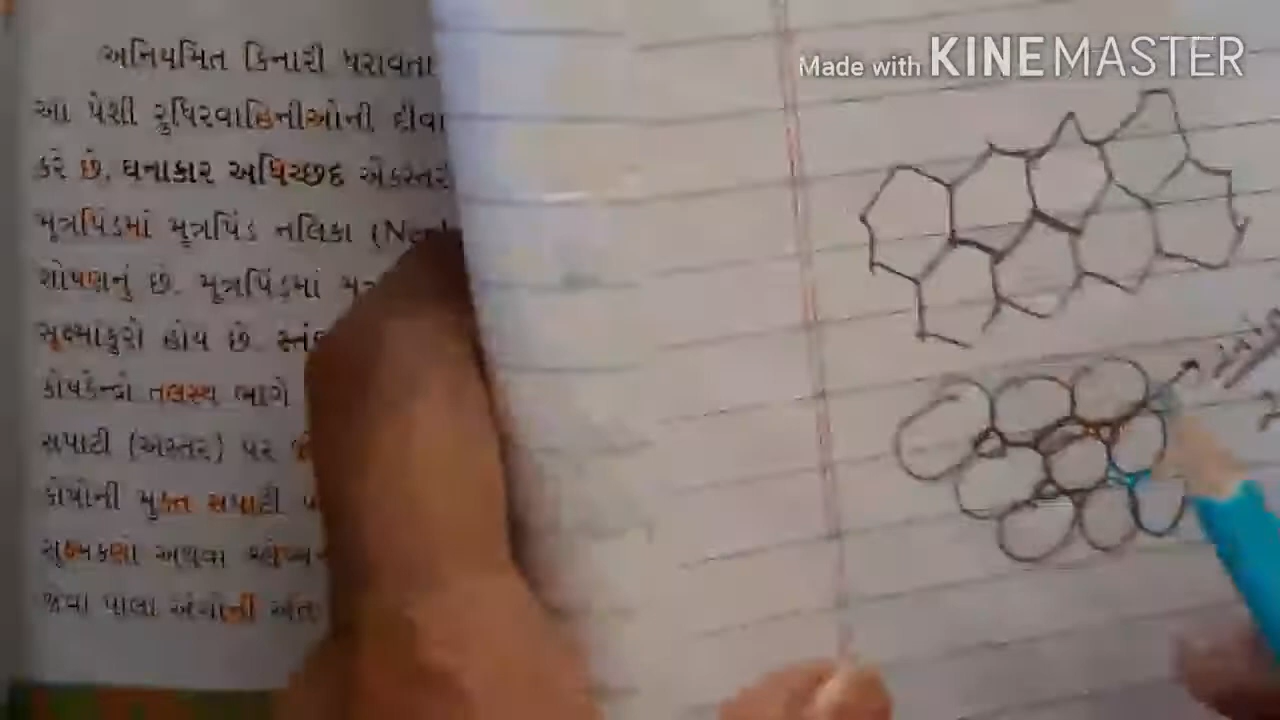 Made with KINEMASTER
અનિયમિત કિનારી ધરાવતા
આ પેશી રુધિરવાહિનીઓની દીવા
કરે છે. ઘનાકાર અધિચ્છદ એકસ્તર
મૂત્રપિંડમાં મૂત્રપિંડ નલિકા
શોષણનું છે. મૂત્રપિંડમાં
સૂક્ષ્માંકુરો હોય છે.
કોષકેન્દ્રો તલસ્થ ભાગે
સપાટી (અસ્તર) પર
કોષોની મુક્ત સપાટી
સૂક્ષ્મકણો અથવા
જેવા પોલા અંગોની